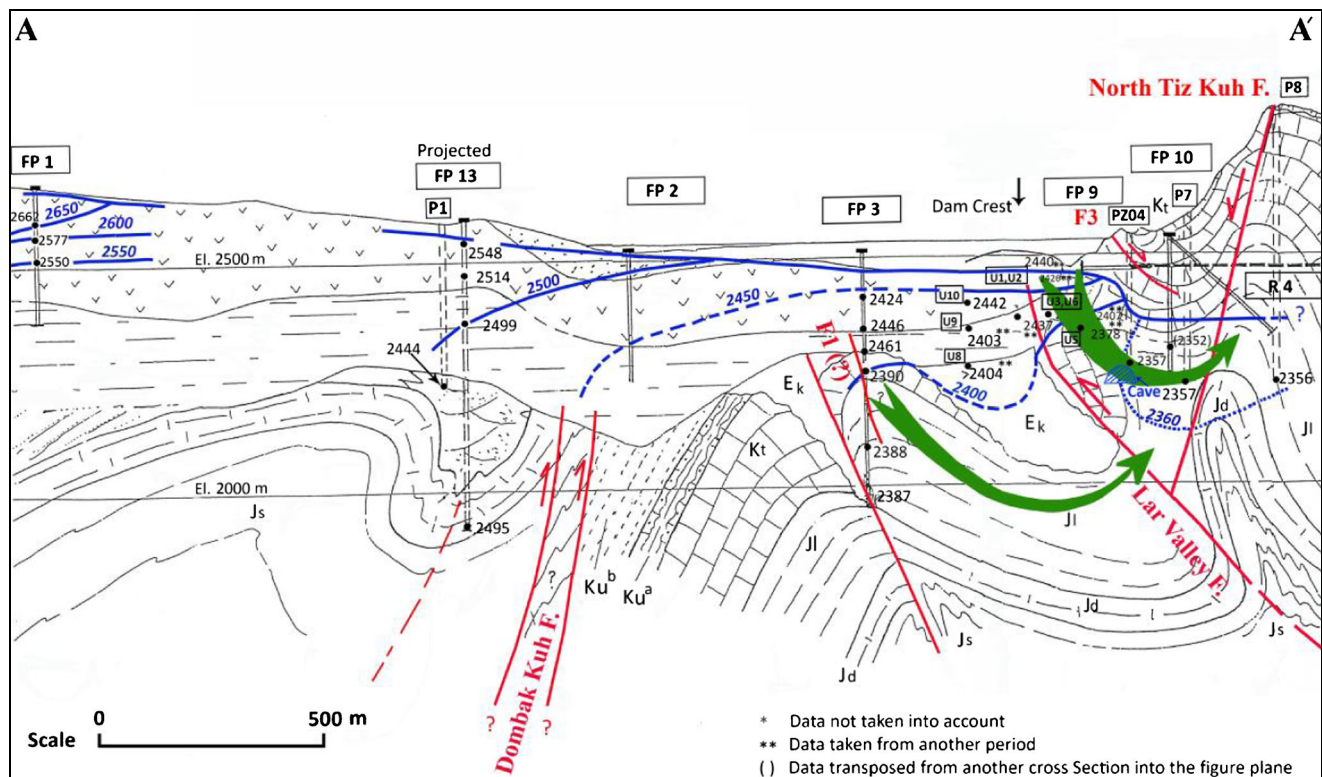 A
A′
North Tiz Kuh F.
P8
Projected
FP 1
FP 13
FP 2
FP 3
Dam Crest
FP 9
FP 10
P1
F3
PZ04
Kt
P7
2662
2650
2600
2577
2550
2550
El. 2500 m
2548
2514
2500
2499
2450
2444
2424
2446
2461
2390
U10
2442
U9
2403
U8
2404
U1,U2
2440
U3,U6
2437
U5
2378
2357
(2352)
2357
R 4
?
2356
F1 (?)
?
2400
Cave
2360
Ek
Ek
Kt
Jd
Jl
2388
El. 2000 m
2387
2495
Js
Jl
Jl
Lar Valley F.
?
Ku b
Ku a
Jd
Js
Jd
Js
Dombak Kuh F.
?
?
0
500 m
Scale
* Data not taken into account
** Data taken from another period
( ) Data transposed from another cross Section into the figure plane